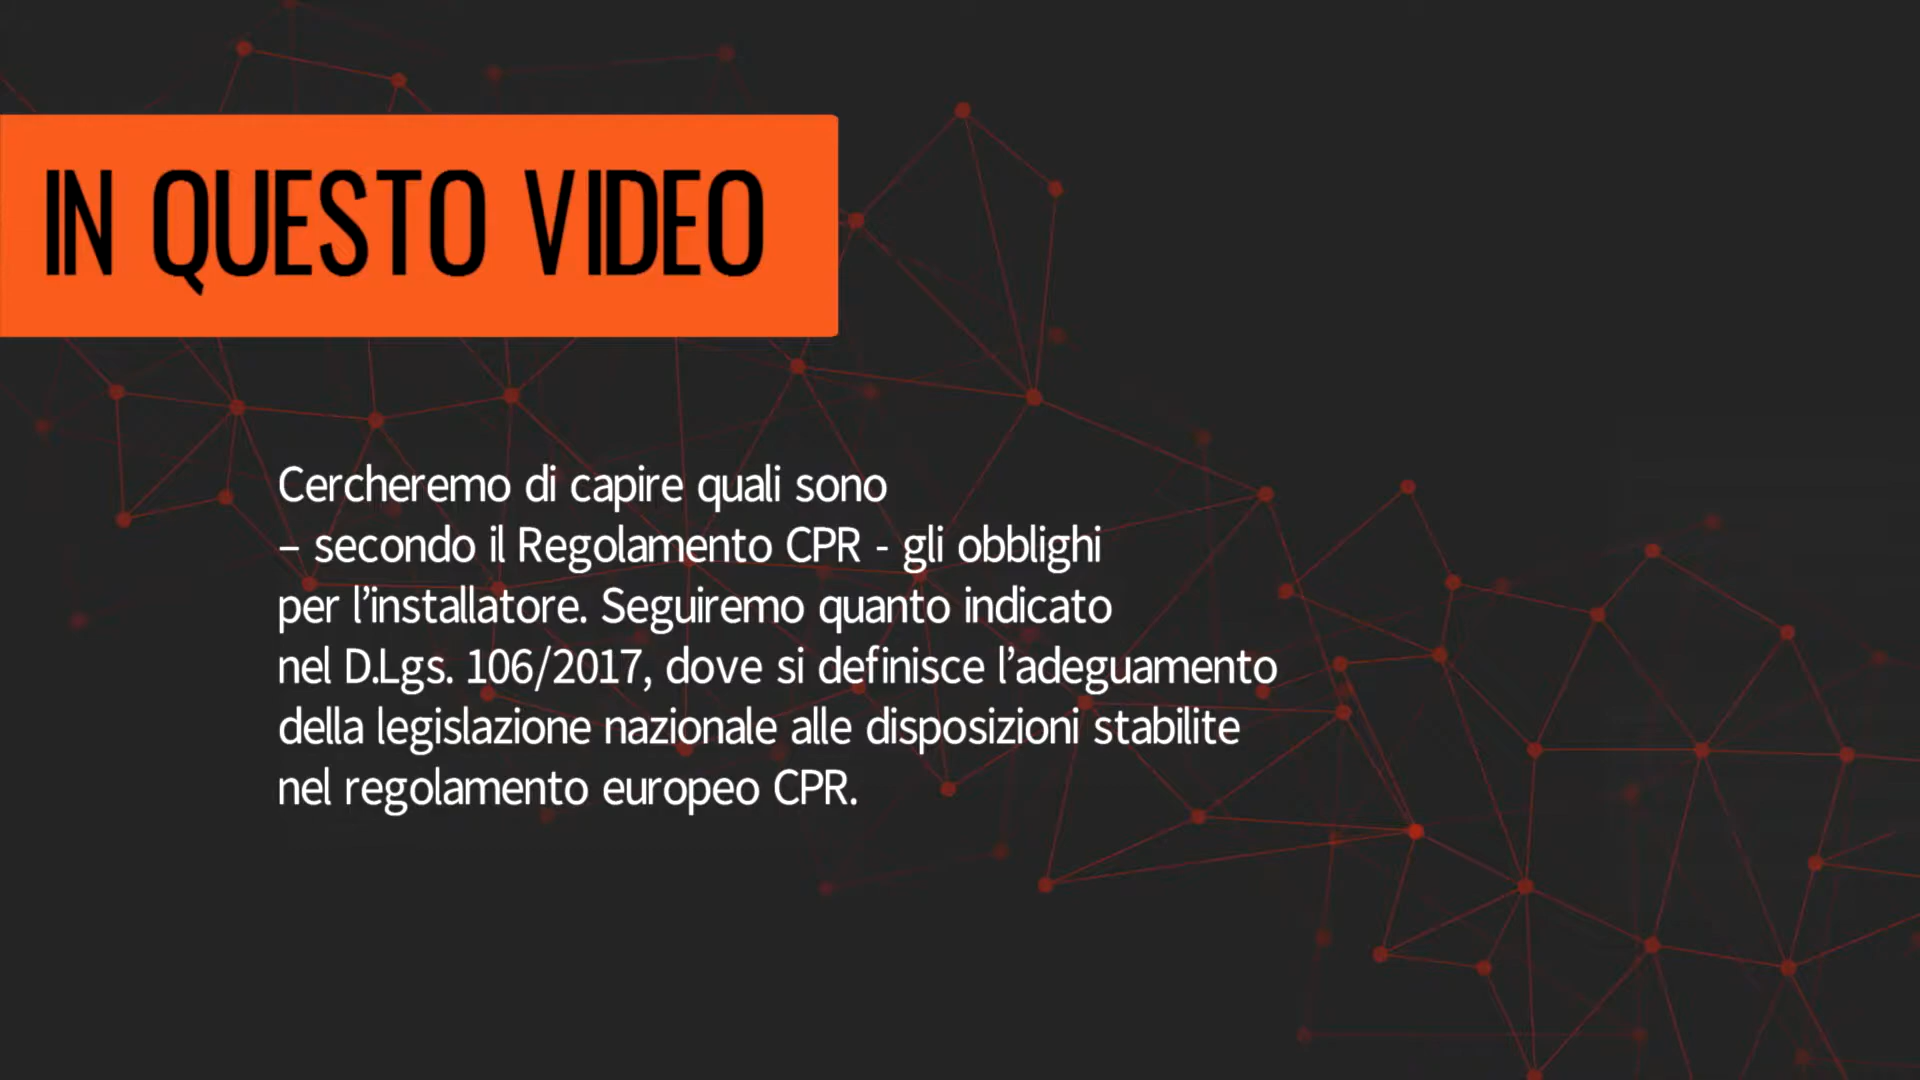 IN QUESTO VIDEO
Cercheremo di capire quali sono
– secondo il Regolamento CPR - gli obblighi
per l’installatore. Seguiremo quanto indicato
nel D.Lgs. 106/2017, dove si definisce l’adeguamento
della legislazione nazionale alle disposizioni stabilite
nel regolamento europeo CPR.